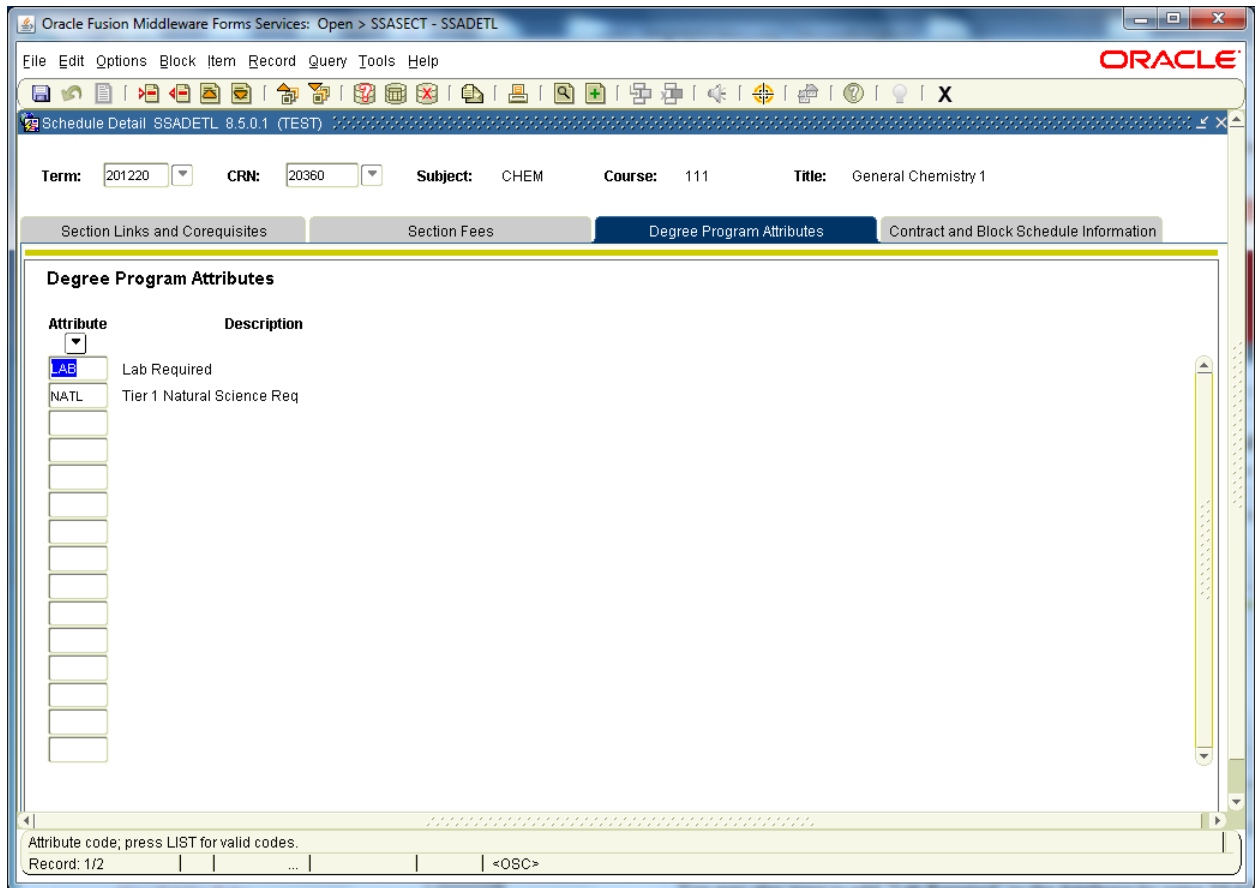 Oracle Fusion Middleware Forms Services: Open > SSASECT - SSADETL
File Edit Options Block Item Record Query Tools Help
ORACLE
X
Schedule Detail SSADETL 8.5.0.1 (TEST)
Term: 201220 CRN: 20360 Subject: CHEM Course: 111 Title: General Chemistry 1
Section Links and Corequisites Section Fees Degree Program Attributes Contract and Block Schedule Information
Degree Program Attributes
Attribute Description
LAB Lab Required
NATL Tier 1 Natural Science Req
Attribute code; press LIST for valid codes.
Record: 1/2 ... <OSC>